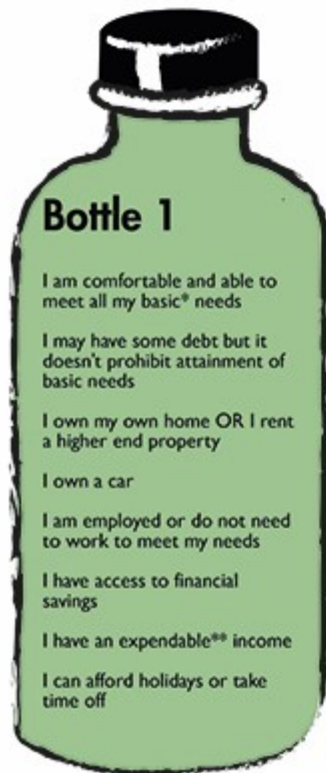 Bottle 1
I am comfortable and able to
meet all my basic* needs
I may have some debt but it
doesn't prohibit attainment of
basic needs
I own my own home OR I rent
a higher end property
I own a car
I am employed or do not need
to work to meet my needs
I have access to financial
savings
I have an expendable** income
I can afford holidays or take
time off